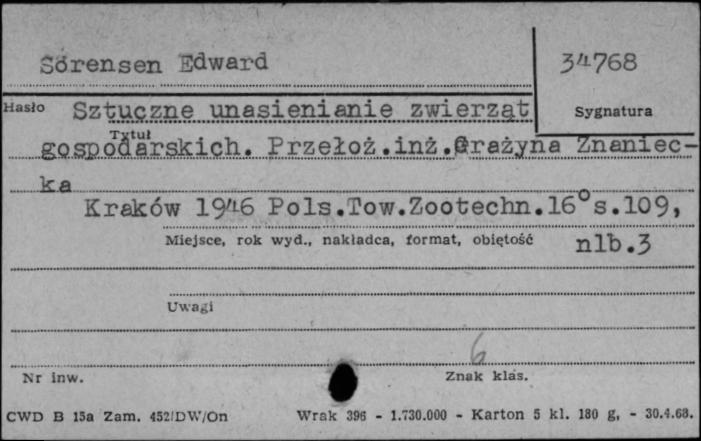 Sörensen Edward
34768
Hasło Sztuczne unasienianie zwierząt
Sygnatura
Tytuł
gospodarskich. Przełoż.inż.Grażyna Znaniec-
ka
Kraków 1946 Pols.Tow.Zootechn.16° s.109,
Miejsce, rok wyd., nakładca, format, objętość
nlb.3
Uwagi
6
Nr inw.
Znak klas.
CWD B 15a Zam. 452/DW/On Wrak 396 - 1.730.000 - Karton 5 kl. 180 g, - 30.4.68.